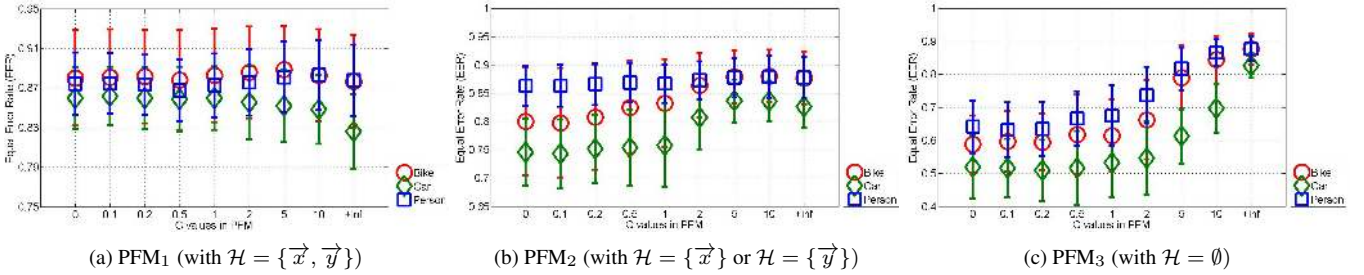 0.95
0.91
0.87
0.83
0.79
0.75
Equal Error Rate (EER)
0 0.1 0.2 0.5 1 2 5 10 +inf
C values in PFM
Bike
Car
Person
(a) PFM₁ (with H = {x⃗, y⃗})
1
0.95
0.9
0.85
0.8
0.75
0.7
0.65
Equal Error Rate (EER)
0 0.1 0.2 0.5 1 2 5 10 +inf
C values in PFM
Bike
Car
Person
(b) PFM₂ (with H = {x⃗} or H = {y⃗})
1
0.9
0.8
0.7
0.6
0.5
0.4
Equal Error Rate (EER)
0 0.1 0.2 0.5 1 2 5 10 +inf
C values in PFM
Bike
Car
Person
(c) PFM₃ (with H = ∅)